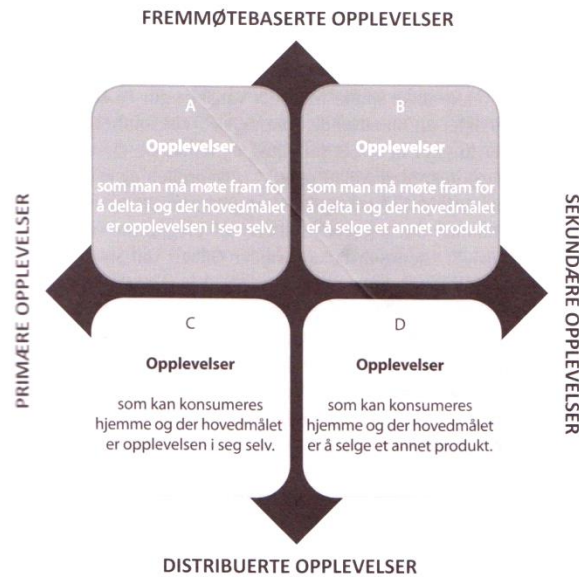 FREMMØTEBASERTE OPPLEVELSER
A
Opplevelser
som man må møte fram for
å delta i og der hovedmålet
er opplevelsen i seg selv.
B
Opplevelser
som man må møte fram for
å delta i og der hovedmålet
er å selge et annet produkt.
PRIMÆRE OPPLEVELSER
SEKUNDÆRE OPPLEVELSER
C
Opplevelser
som kan konsumeres
hjemme og der hovedmålet
er opplevelsen i seg selv.
D
Opplevelser
som kan konsumeres
hjemme og der hovedmålet
er å selge et annet produkt.
DISTRIBUERTE OPPLEVELSER